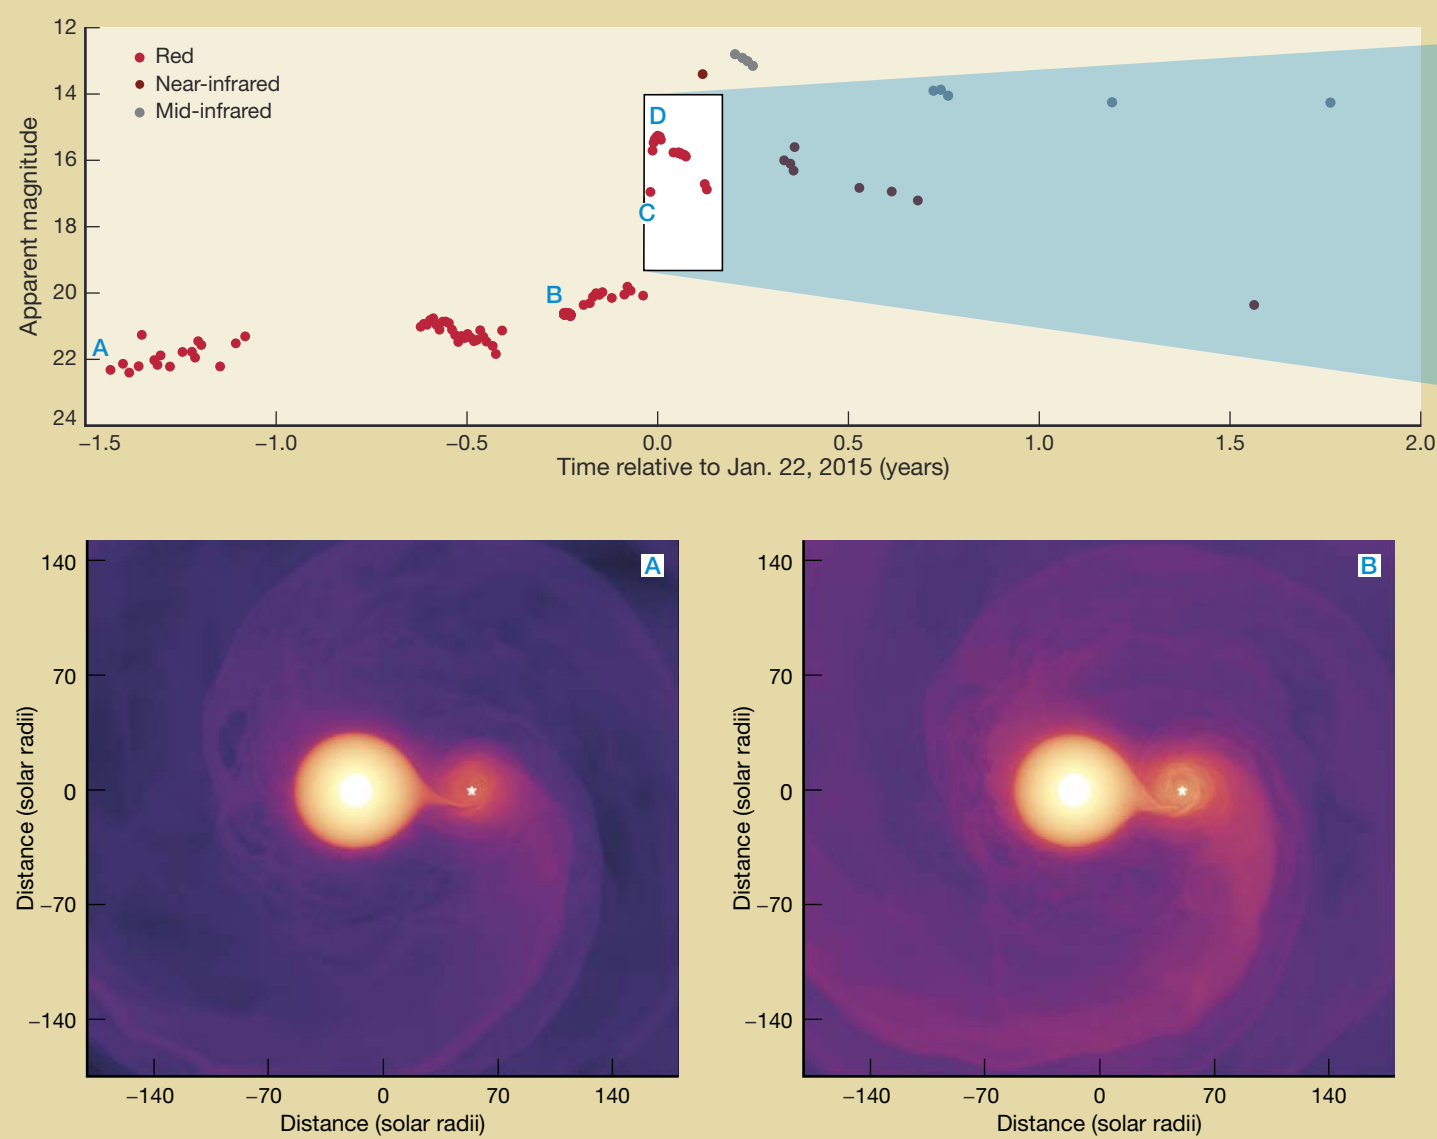 12
14
16
18
20
22
24
Apparent magnitude
Red
Near-infrared
Mid-infrared
A
B
C
D
−1.5 −1.0 −0.5 0.0 0.5 1.0 1.5 2.0
Time relative to Jan. 22, 2015 (years)
A
140
70
0
−70
−140
Distance (solar radii)
−140 −70 0 70 140
Distance (solar radii)
B
140
70
0
−70
−140
Distance (solar radii)
−140 −70 0 70 140
Distance (solar radii)